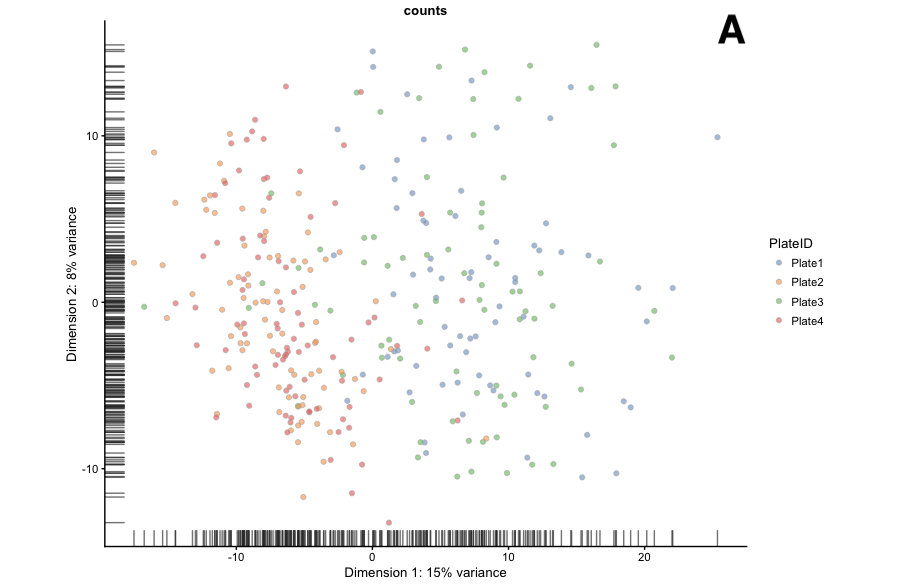 counts
A
Dimension 2: 8% variance
10
0
-10
-10
0
10
20
Dimension 1: 15% variance
PlateID
Plate1
Plate2
Plate3
Plate4